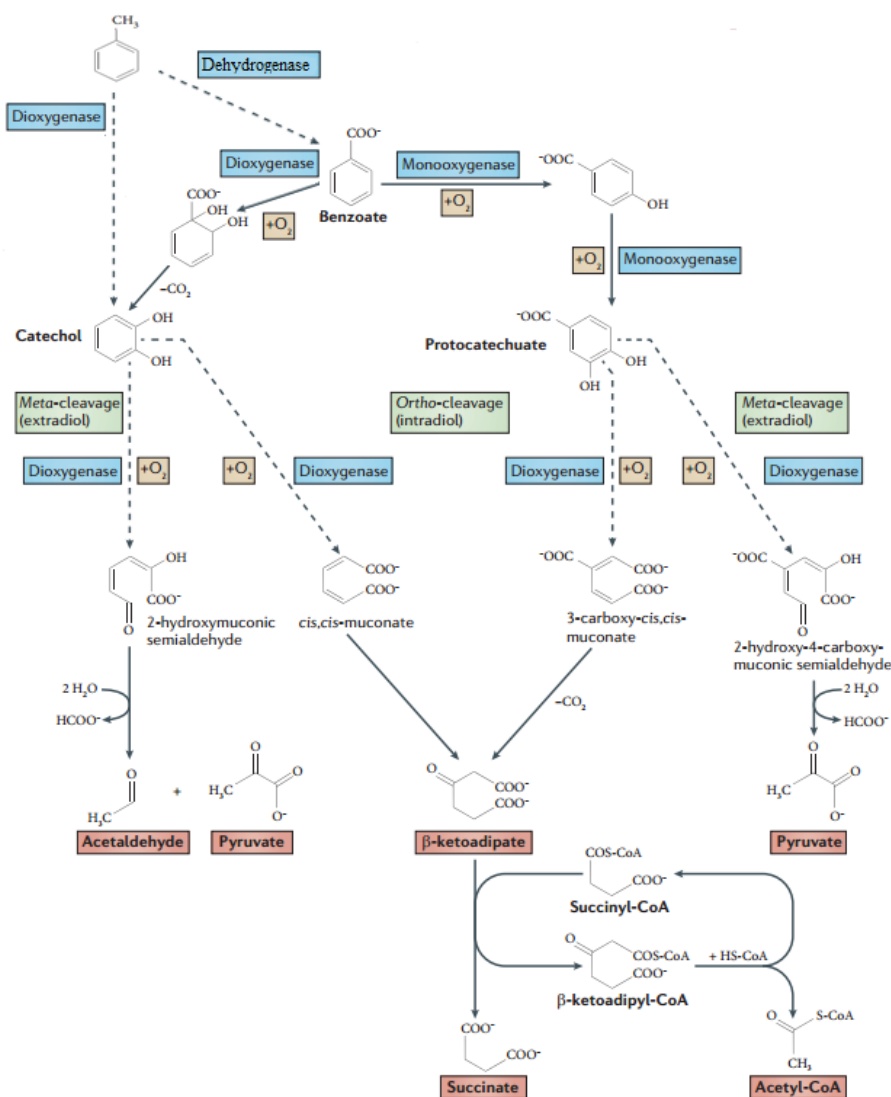 CH₃
Dehydrogenase
Dioxygenase
COO⁻
Dioxygenase
Monooxygenase
⁻OOC
COO⁻
OH
OH
+O₂
Benzoate
+O₂
OH
–CO₂
+O₂
Monooxygenase
Catechol
OH
OH
⁻OOC
Protocatechuate
OH
OH
Meta-cleavage
(extradiol)
Ortho-cleavage
(intradiol)
Meta-cleavage
(extradiol)
Dioxygenase
+O₂
+O₂
Dioxygenase
Dioxygenase
+O₂
+O₂
Dioxygenase
OH
COO⁻
O
2-hydroxymuconic
semialdehyde
COO⁻
COO⁻
cis,cis-muconate
⁻OOC
COO⁻
COO⁻
3-carboxy-cis,cis-
muconate
⁻OOC
OH
COO⁻
O
2-hydroxy-4-carboxy-
muconic semialdehyde
2 H₂O
HCOO⁻
–CO₂
2 H₂O
HCOO⁻
O
H₃C
Acetaldehyde
+
O
O
H₃C
O⁻
Pyruvate
O
COO⁻
COO⁻
β-ketoadipate
O
O
H₃C
O⁻
Pyruvate
COS-CoA
COO⁻
Succinyl-CoA
O
COS-CoA
COO⁻
β-ketoadipyl-CoA
+ HS-CoA
COO⁻
COO⁻
Succinate
O
S-CoA
CH₃
Acetyl-CoA